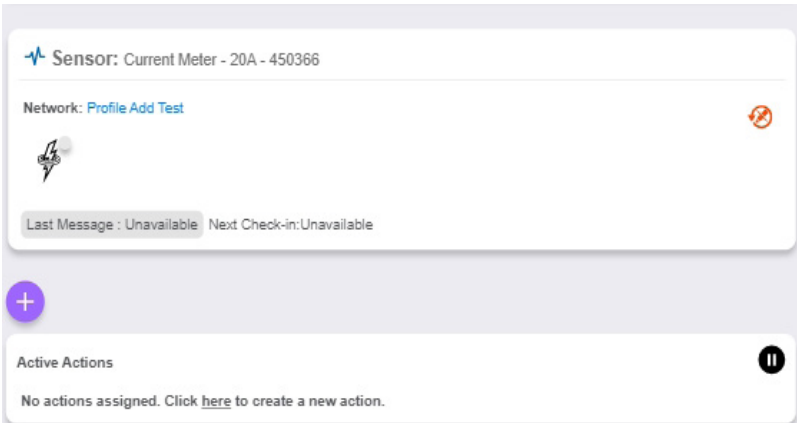 Sensor: Current Meter - 20A - 450366
Network: Profile Add Test
Last Message : Unavailable Next Check-in:Unavailable
+
Active Actions
No actions assigned. Click here to create a new action.